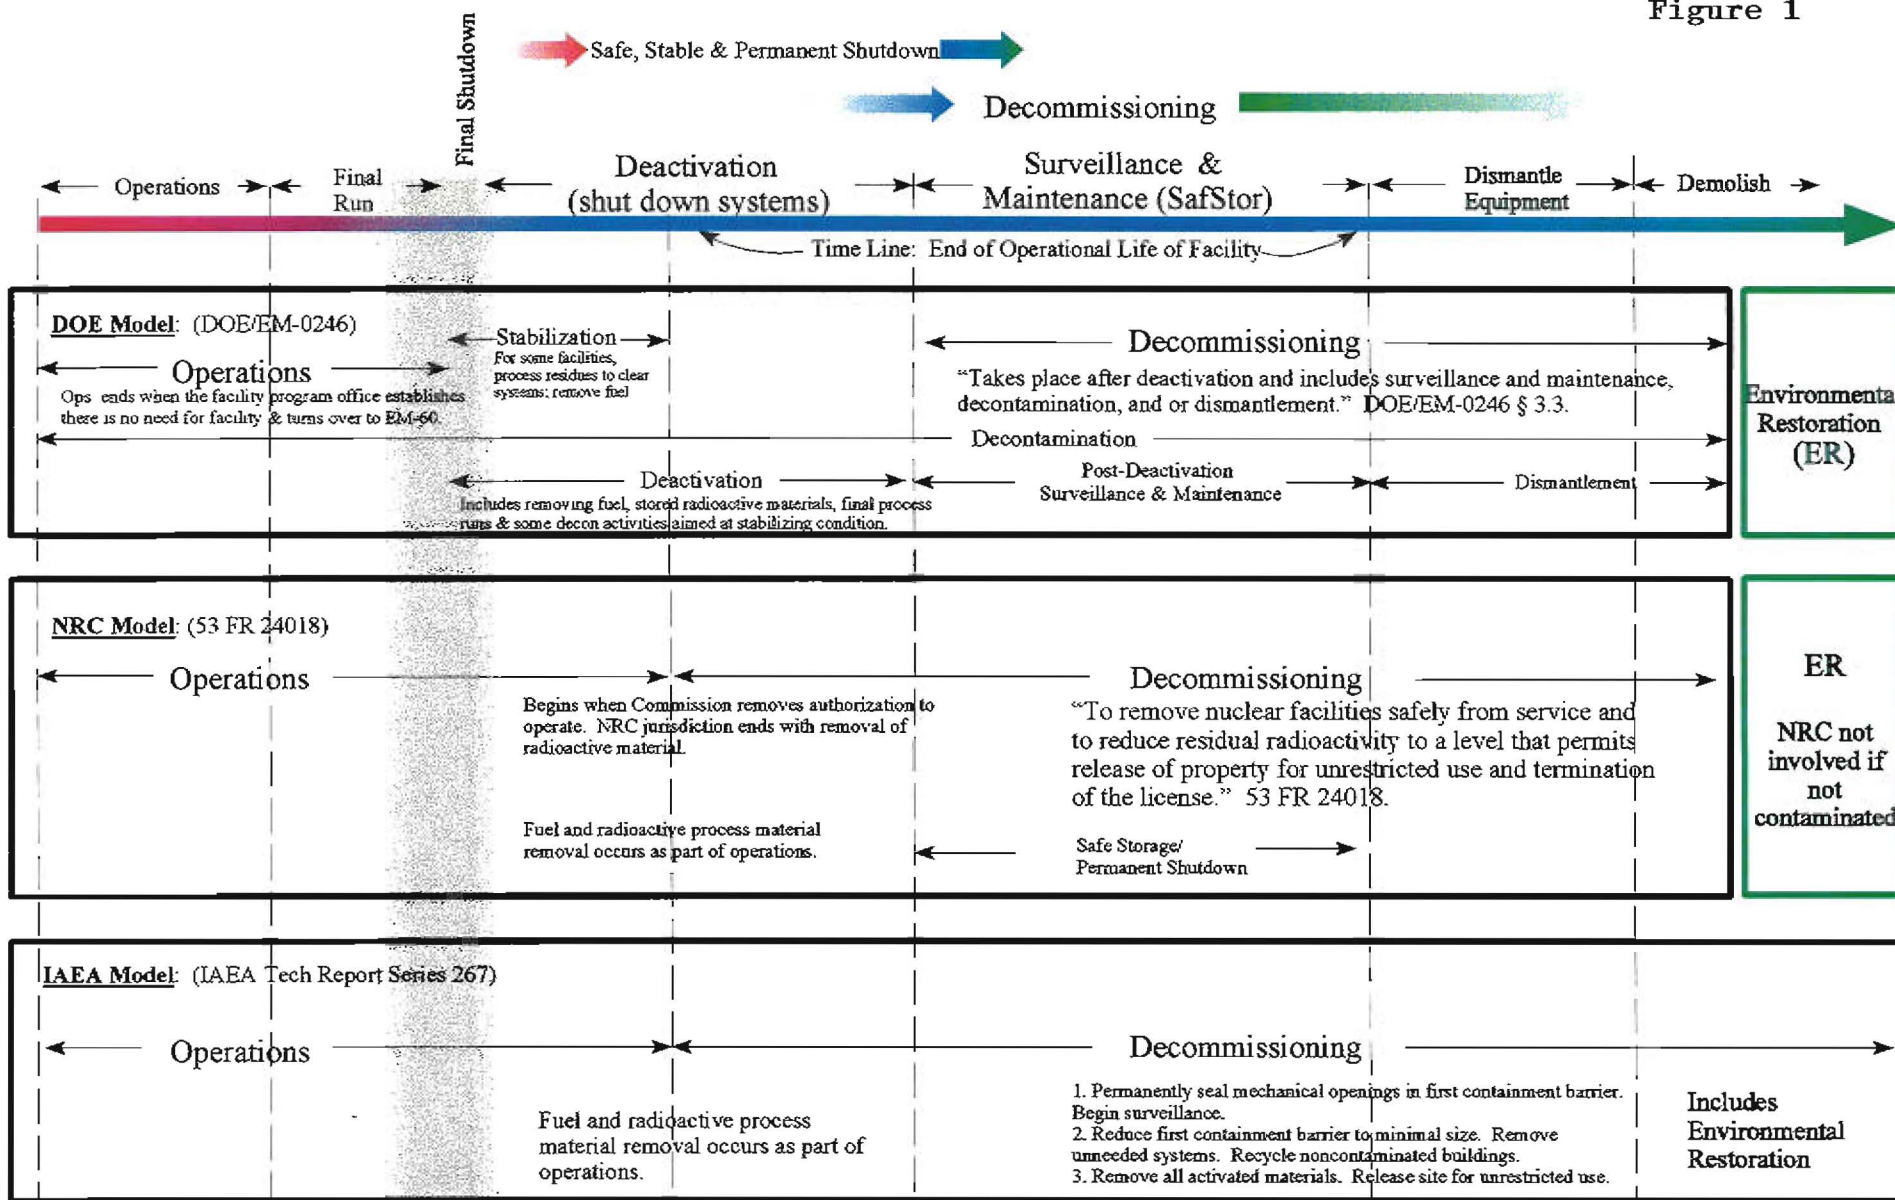 Figure 1
Final Shutdown
Safe, Stable & Permanent Shutdown
Decommissioning
Operations
Final
Run
Deactivation
(shut down systems)
Surveillance &
Maintenance (SafStor)
Dismantle
Equipment
Demolish
Time Line: End of Operational Life of Facility
DOE Model: (DOE/EM-0246)
Operations
Ops ends when the facility program office establishes
there is no need for facility & turns over to EM-60.
Stabilization
For some facilities,
process residues to clear
systems; remove fuel
Decommissioning
“Takes place after deactivation and includes surveillance and maintenance,
decontamination, and or dismantlement.” DOE/EM-0246 § 3.3.
Decontamination
Deactivation
Includes removing fuel, stored radioactive materials, final process
runs & some decon activities aimed at stabilizing condition.
Post-Deactivation
Surveillance & Maintenance
Dismantlement
Environmenta
Restoration
(ER)
NRC Model: (53 FR 24018)
Operations
Begins when Commission removes authorization to
operate. NRC jurisdiction ends with removal of
radioactive material.
Fuel and radioactive process material
removal occurs as part of operations.
Decommissioning
“To remove nuclear facilities safely from service and
to reduce residual radioactivity to a level that permits
release of property for unrestricted use and termination
of the license.” 53 FR 24018.
Safe Storage/
Permanent Shutdown
ER
NRC not
involved if
not
contaminated
IAEA Model: (IAEA Tech Report Series 267)
Operations
Fuel and radioactive process
material removal occurs as part of
operations.
Decommissioning
1. Permanently seal mechanical openings in first containment barrier.
Begin surveillance.
2. Reduce first containment barrier to minimal size. Remove
unneeded systems. Recycle noncontaminated buildings.
3. Remove all activated materials. Release site for unrestricted use.
Includes
Environmental
Restoration